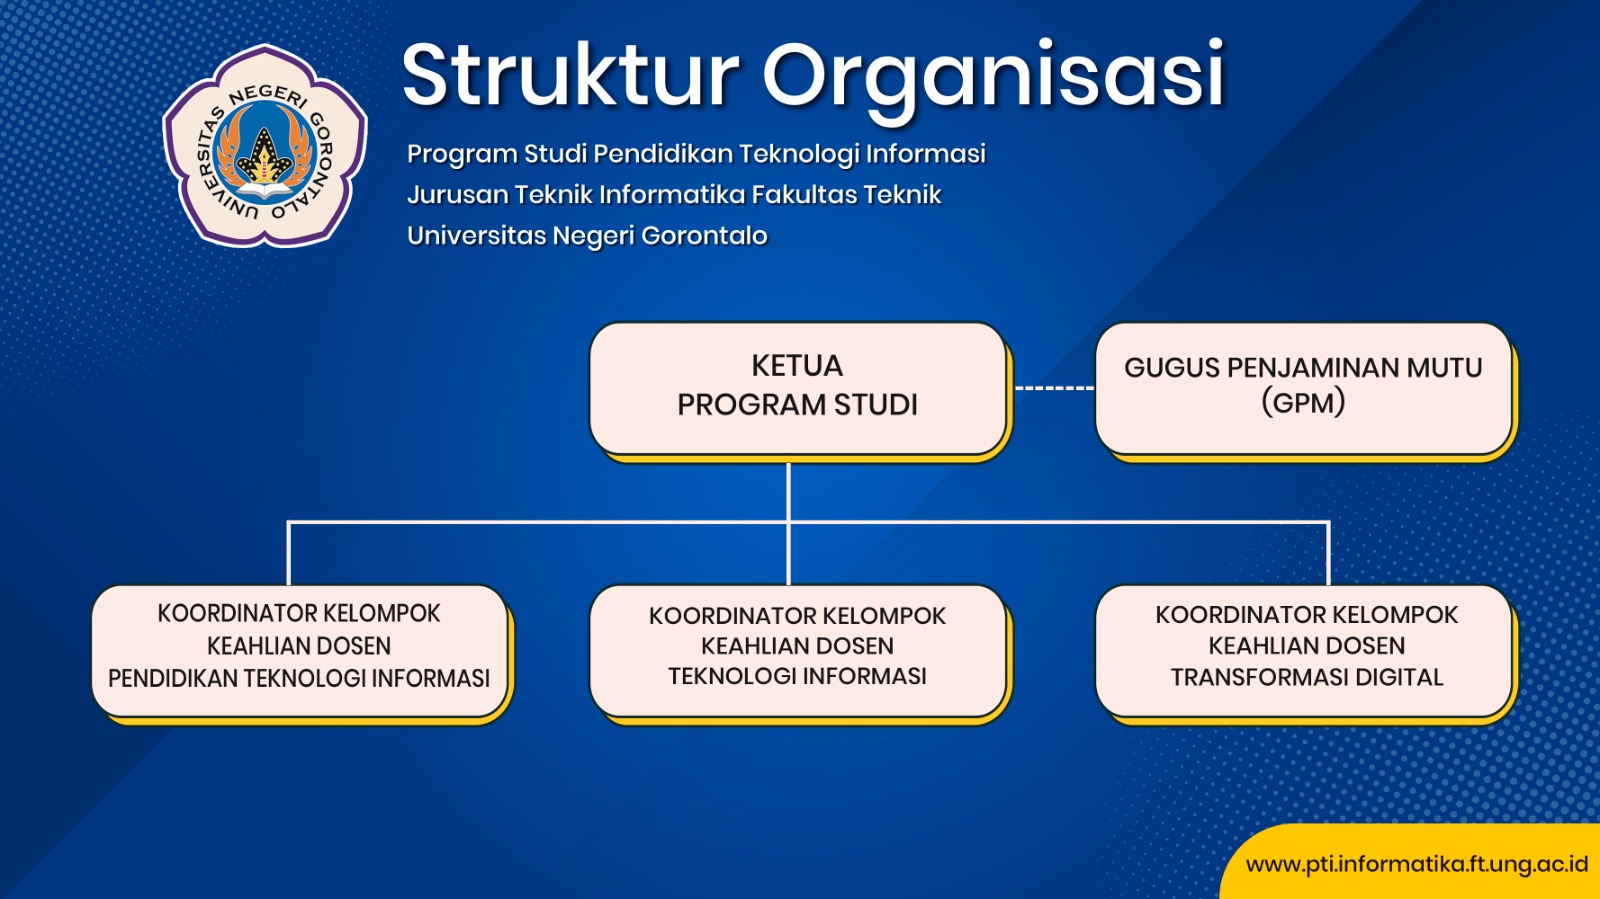 UNIVERSITAS NEGERI GORONTALO
Struktur Organisasi
Program Studi Pendidikan Teknologi Informasi
Jurusan Teknik Informatika Fakultas Teknik
Universitas Negeri Gorontalo
KETUA
PROGRAM STUDI
GUGUS PENJAMINAN MUTU
(GPM)
KOORDINATOR KELOMPOK
KEAHLIAN DOSEN
PENDIDIKAN TEKNOLOGI INFORMASI
KOORDINATOR KELOMPOK
KEAHLIAN DOSEN
TEKNOLOGI INFORMASI
KOORDINATOR KELOMPOK
KEAHLIAN DOSEN
TRANSFORMASI DIGITAL
www.pti.informatika.ft.ung.ac.id